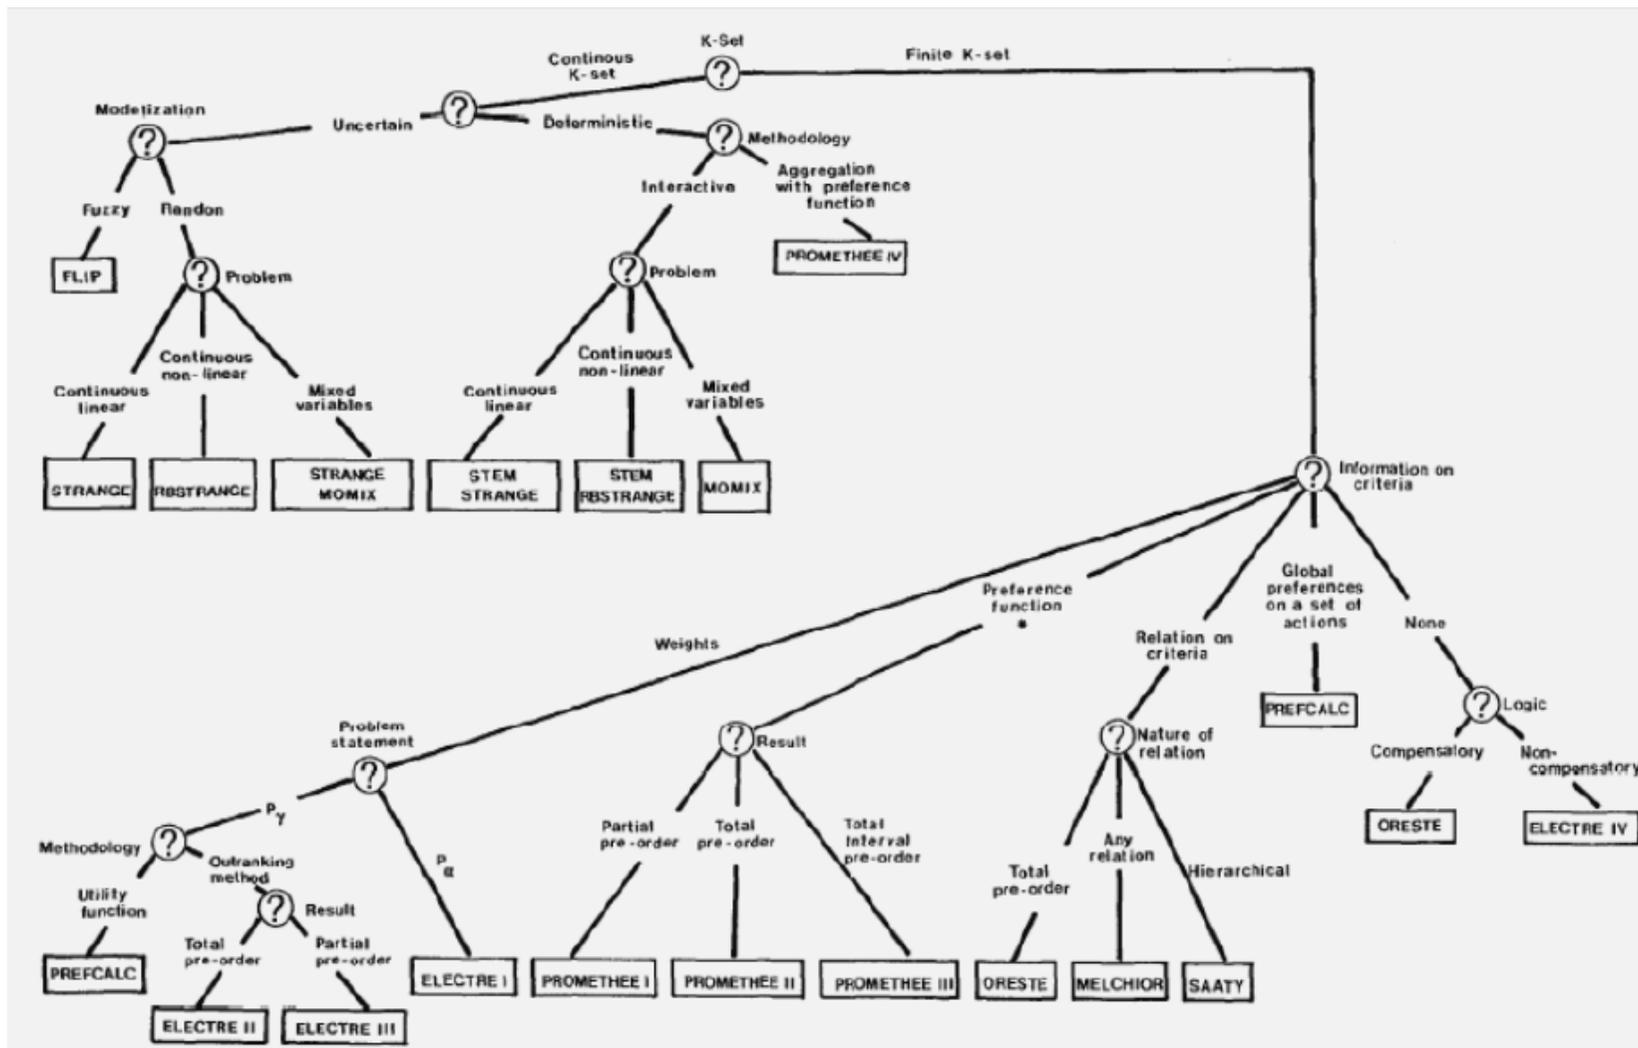 K-Set
Continous
K-set
Finite K-set
?
?
Modelization
?
Uncertain
Deterministic
?
Methodology
Interactive
Aggregation
with preference
function
Fuzzy
Randon
FLIP
?
Problem
?
Problem
PROMETHEE IV
Continuous
non-linear
Continuous
linear
Mixed
variables
Continuous
non-linear
Continuous
linear
Mixed
variables
STRANGE
RBSTRANGE
STRANGE
MOMIX
STEM
STRANGE
STEM
RBSTRANGE
MOMIX
?
Information on
criteria
Weights
Preference
function
*
Relation on
criteria
Global
preferences
on a set of
actions
None
PREFCALC
?
Logic
Compensatory
Non-
compensatory
ORESTE
ELECTRE IV
Problem
statement
?
?
Result
?
Nature of
relation
Pγ
Pα
Methodology
?
Outranking
method
Utility
function
?
Result
Total
pre-order
Partial
pre-order
Partial
pre-order
Total
pre-order
Total
Interval
pre-order
Total
pre-order
Any
relation
Hierarchical
PREFCALC
ELECTRE II
ELECTRE III
ELECTRE I
PROMETHEE I
PROMETHEE II
PROMETHEE III
ORESTE
MELCHIOR
SAATY